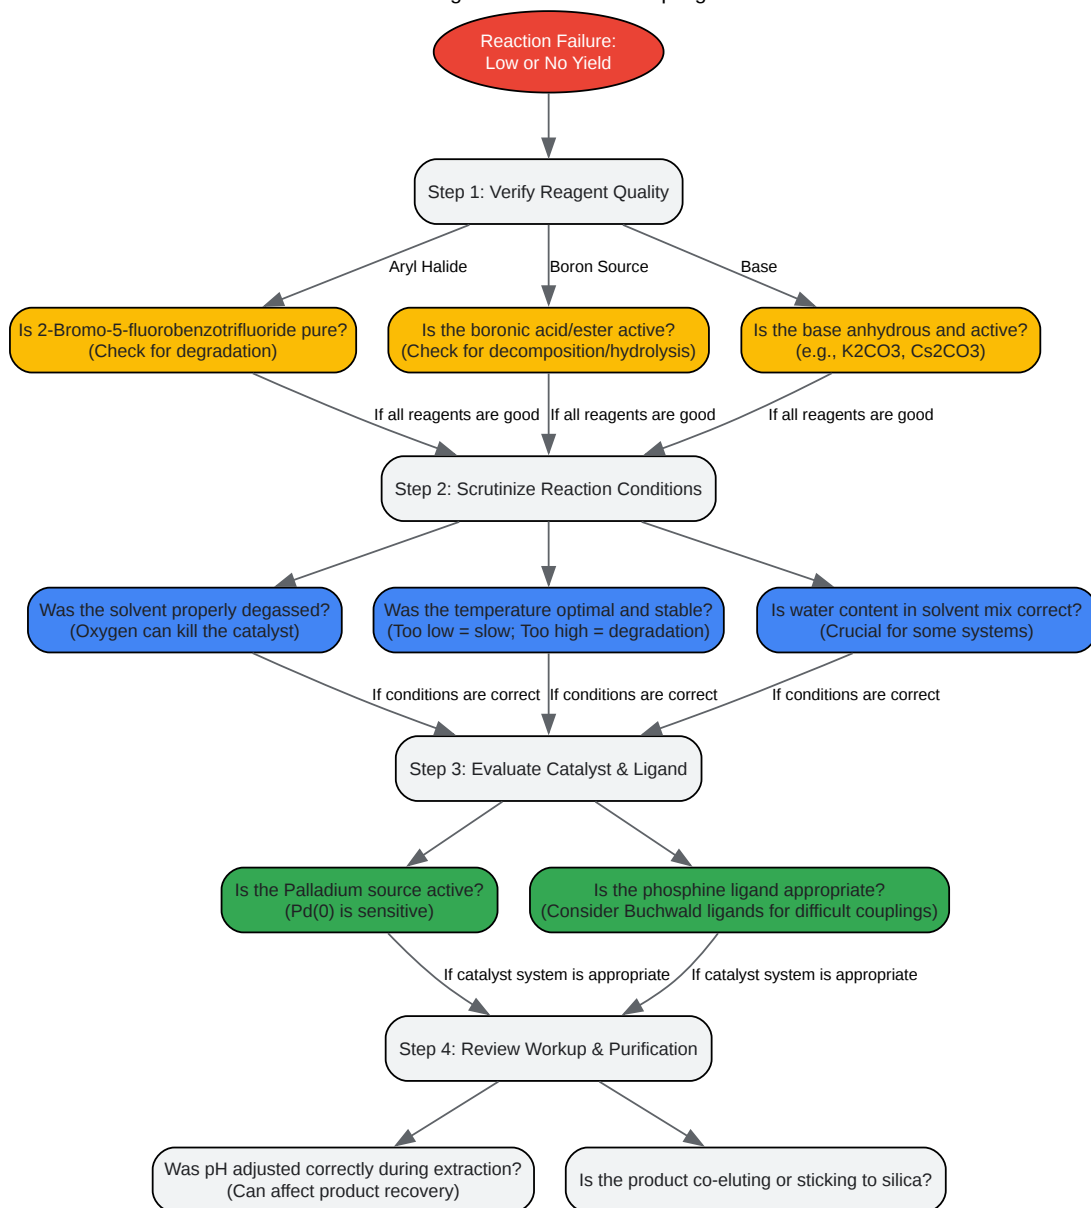 Reaction Failure:
Low or No Yield
Step 1: Verify Reagent Quality
Aryl Halide
Boron Source
Base
Is 2-Bromo-5-fluorobenzotrifluoride pure?
(Check for degradation)
Is the boronic acid/ester active?
(Check for decomposition/hydrolysis)
Is the base anhydrous and active?
(e.g., K2CO3, Cs2CO3)
If all reagents are good
If all reagents are good
If all reagents are good
Step 2: Scrutinize Reaction Conditions
Was the solvent properly degassed?
(Oxygen can kill the catalyst)
Was the temperature optimal and stable?
(Too low = slow; Too high = degradation)
Is water content in solvent mix correct?
(Crucial for some systems)
If conditions are correct
If conditions are correct
If conditions are correct
Step 3: Evaluate Catalyst & Ligand
Is the Palladium source active?
(Pd(0) is sensitive)
Is the phosphine ligand appropriate?
(Consider Buchwald ligands for difficult couplings)
If catalyst system is appropriate
If catalyst system is appropriate
Step 4: Review Workup & Purification
Was pH adjusted correctly during extraction?
(Can affect product recovery)
Is the product co-eluting or sticking to silica?